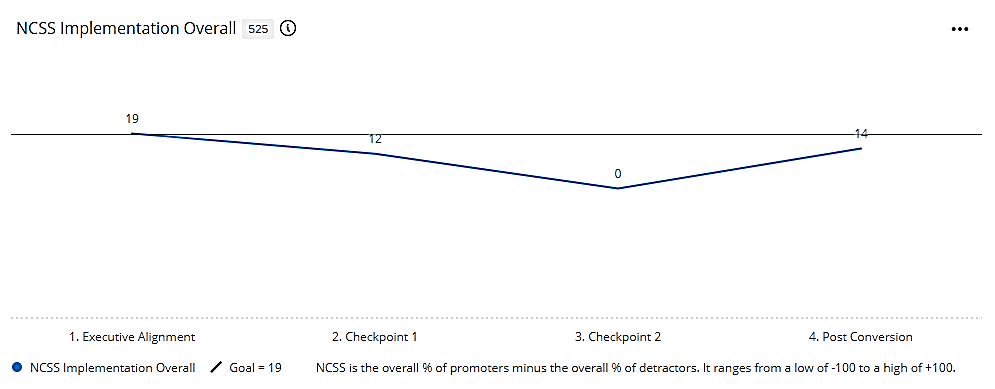 NCSS Implementation Overall 525
19
12
0
14
1. Executive Alignment 2. Checkpoint 1 3. Checkpoint 2 4. Post Conversion
NCSS Implementation Overall Goal = 19 NCSS is the overall % of promoters minus the overall % of detractors. It ranges from a low of -100 to a high of +100.